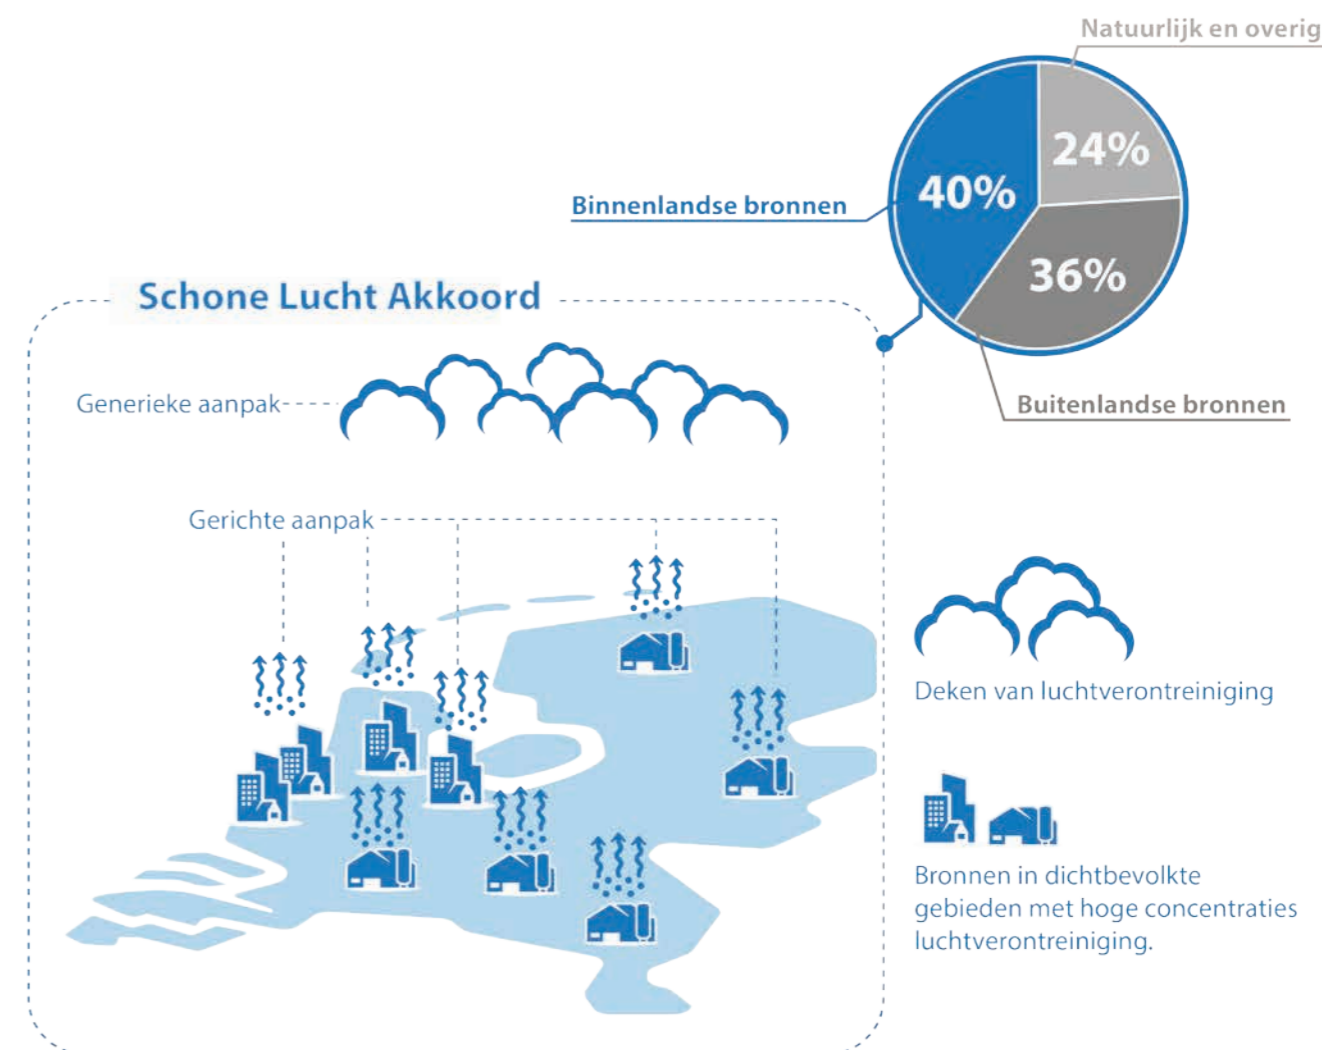 Natuurlijk en overig
24%
40%
Binnenlandse bronnen
36%
Schone Lucht Akkoord
Generieke aanpak
Buitenlandse bronnen
Gerichte aanpak
Deken van luchtverontreiniging
Bronnen in dichtbevolkte
gebieden met hoge concentraties
luchtverontreiniging.